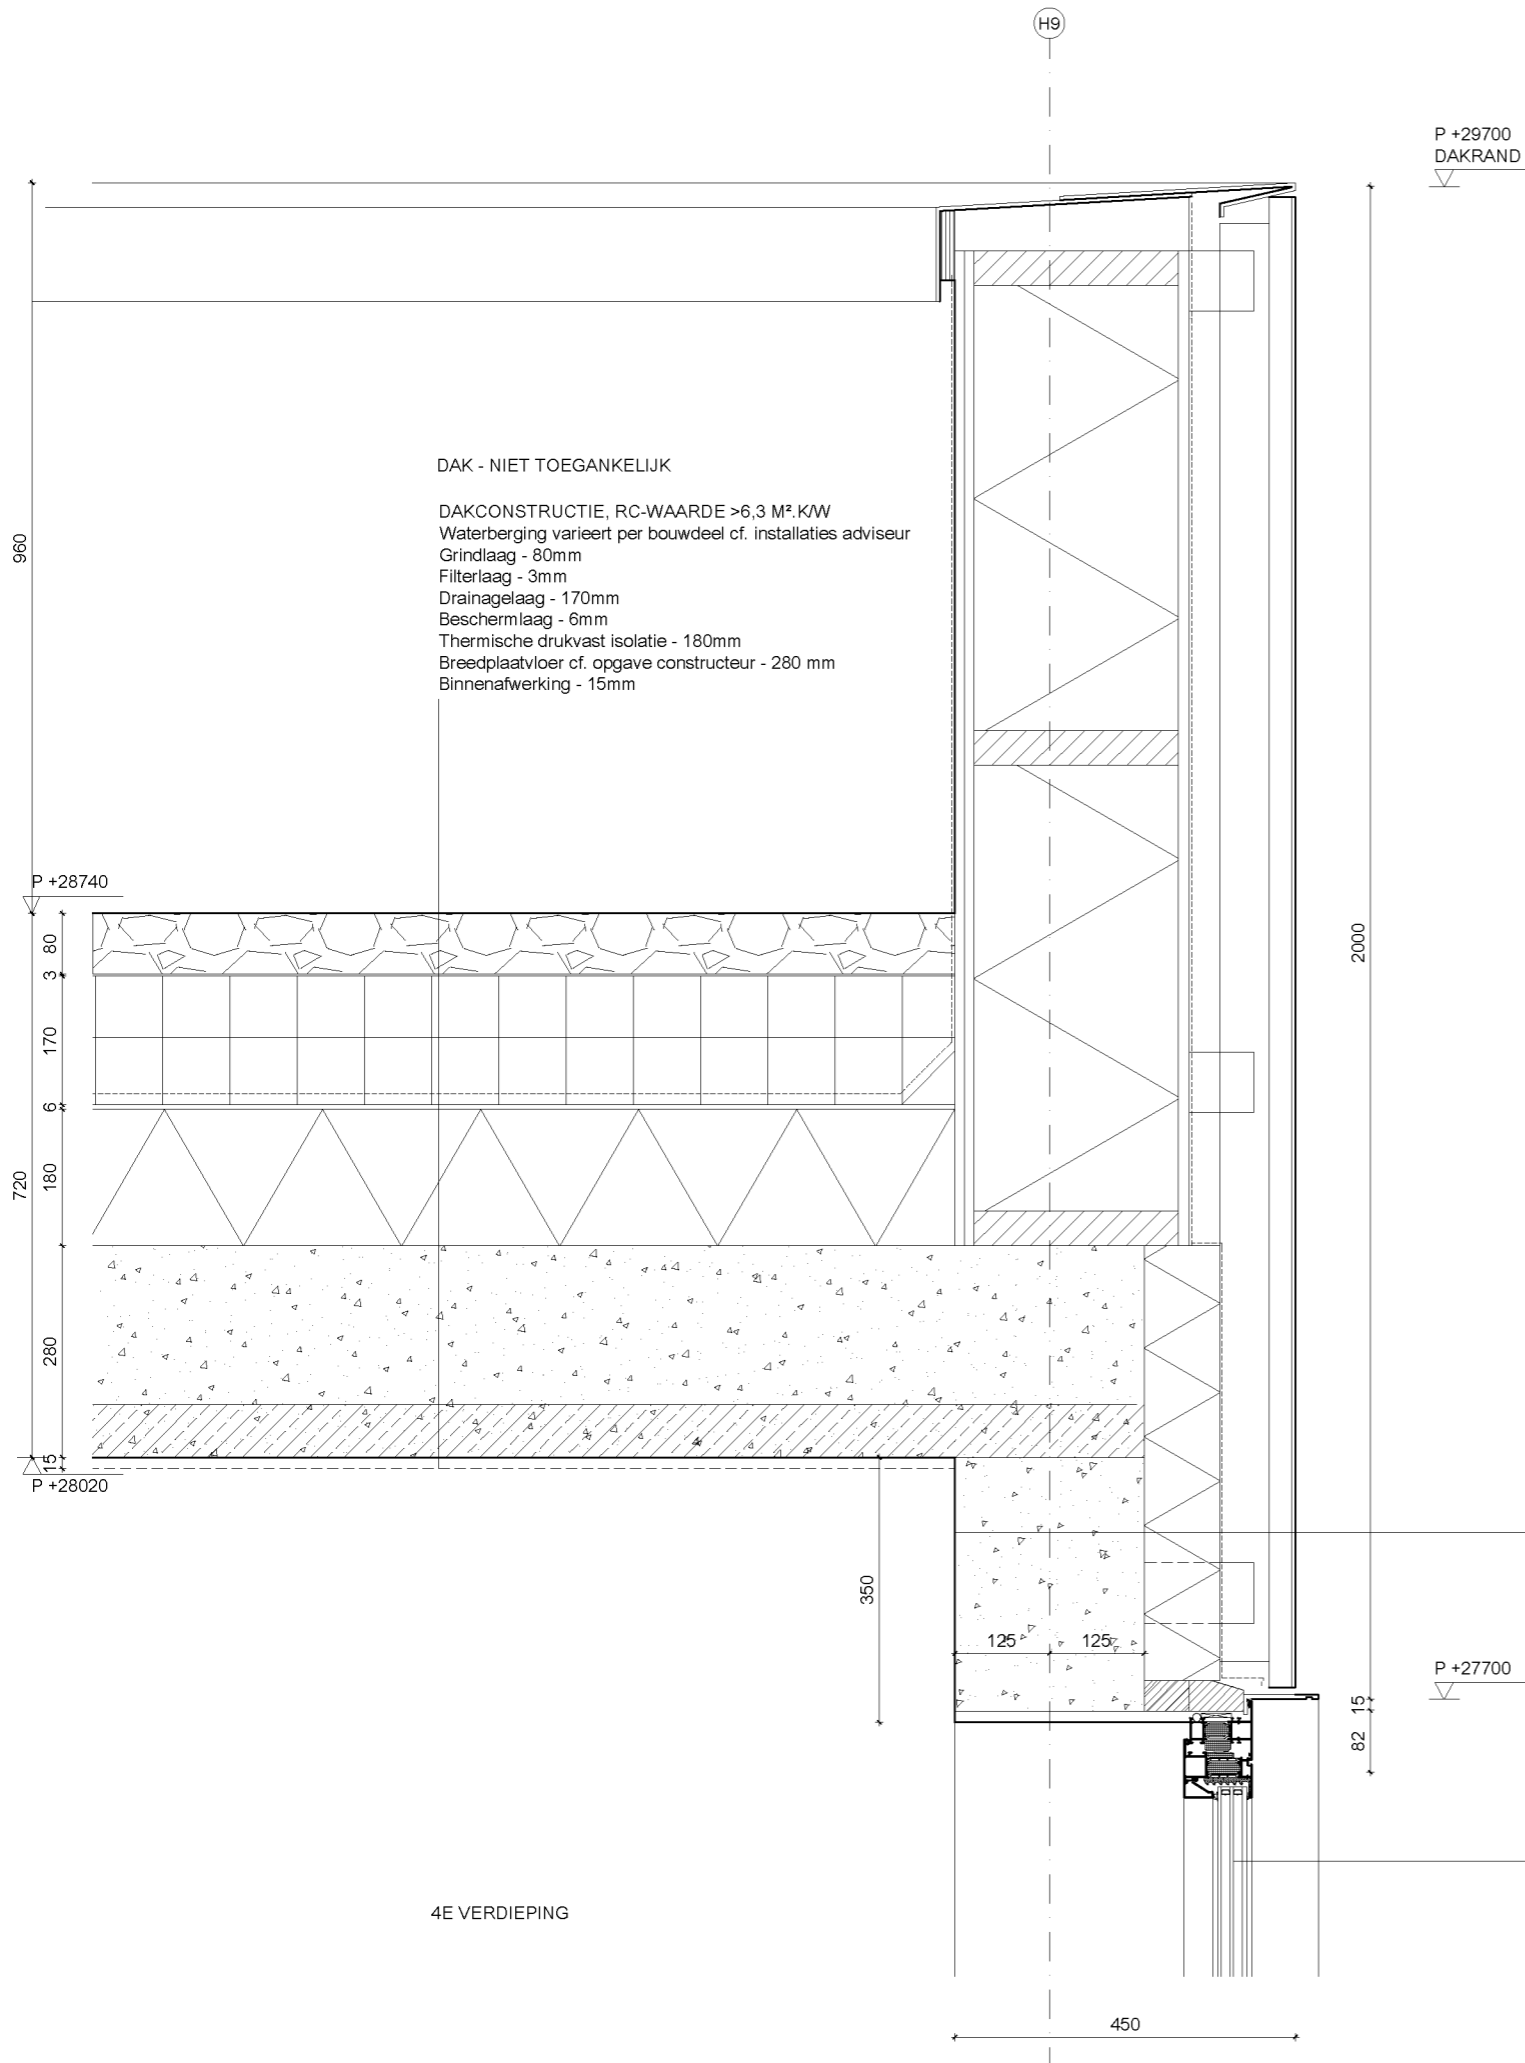 H9
P +29700
DAKRAND
DAK - NIET TOEGANKELIJK
DAKCONSTRUCTIE, RC-WAARDE >6,3 M².K/W
Waterberging varieert per bouwdeel cf. installaties adviseur
Grindlaag - 80mm
Filterlaag - 3mm
Drainagelaag - 170mm
Beschermlaag - 6mm
Thermische drukvast isolatie - 180mm
Breedplaatvloer cf. opgave constructeur - 280 mm
Binnenafwerking - 15mm
960
P +28740
80
3
170
6
180
720
280
15
P +28020
2000
350
125
125
P +27700
15
82
4E VERDIEPING
450